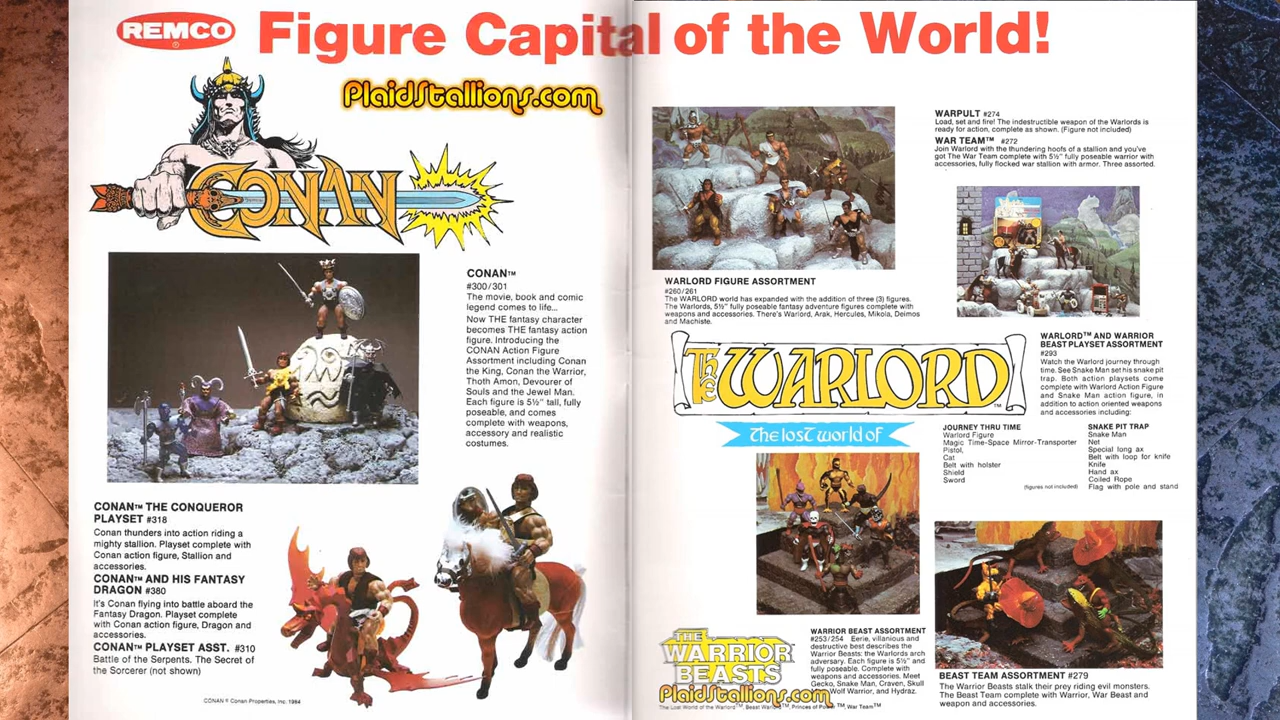 REMCO
®
Figure Capital of the World!
PlaidStallions.com
CONAN
CONAN™
#300/301
The movie, book and comic
legend comes to life...
Now THE fantasy character
becomes THE fantasy action
figure. Introducing the
CONAN Action Figure
Assortment including Conan
the King, Conan the Warrior,
Thoth Amon, Devourer of
Souls and the Jewel Man.
Each figure is 5½" tall, fully
poseable, and comes
complete with weapons,
accessory and realistic
costumes.
CONAN™ THE CONQUEROR
PLAYSET #318
Conan thunders into action riding a
mighty stallion. Playset complete with
Conan action figure, Stallion and
accessories.
CONAN™ AND HIS FANTASY
DRAGON #380
It's Conan flying into battle aboard the
Fantasy Dragon. Playset complete
with Conan action figure, Dragon and
accessories.
CONAN™ PLAYSET ASST. #310
Battle of the Serpents. The Secret of
the Sorcerer (not shown)
Conan Properties, Inc. 1984
WARPULT #274
Load, set and fire! The indestructible weapon of the Warlords is
ready for action, complete as shown. (Figure not included)
WAR TEAM™ #272
Join Warlord with the thundering hoofs of a stallion and you've
got The War Team complete with 5½" fully poseable warrior with
accessories, fully flocked war stallion with armor. Three assorted.
WARLORD FIGURE ASSORTMENT
#260/261
The WARLORD world has expanded with the addition of three (3) figures.
The Warlords, 5½" fully poseable fantasy adventure figures complete with
weapons and accessories. There's Warlord, Arak, Hercules, Mikola, Deimos
and Machiste.
The WARLORD
™
WARLORD™ AND WARRIOR
BEAST PLAYSET ASSORTMENT
#293
Watch the Warlord journey through
time. See Snake Man set his snake pit
trap. Both action playsets come
complete with Warlord Action Figure
and Snake Man action figure, in
addition to action oriented weapons
and accessories including:
JOURNEY THRU TIME
Warlord Figure
Magic Time-Space Mirror-Transporter
Pistol,
Cat
Belt with holster
Shield
Sword
(figures not included)
SNAKE PIT TRAP
Snake Man
Net
Special long ax
Belt with loop for knife
Knife
Hand ax
Coiled Rope
Flag with pole and stand
The lost world of
THE
WARRIOR
BEASTS
PlaidStallions.com
WARRIOR BEAST ASSORTMENT
#253/254 Eerie, villanious and
destructive best describes the
Warrior Beasts: the Warlords arch
adversary. Each figure is 5½" and
fully poseable. Complete with
weapons and accessories. Meet
Gecko, Snake Man, Craven, Skull
Wolf Warrior, and Hydraz.
The Lost World of the Warlord™, Beast
™, War Team™
BEAST TEAM ASSORTMENT #279
The Warrior Beasts stalk their prey riding evil monsters.
The Beast Team complete with Warrior, War Beast and
weapon and accessories.